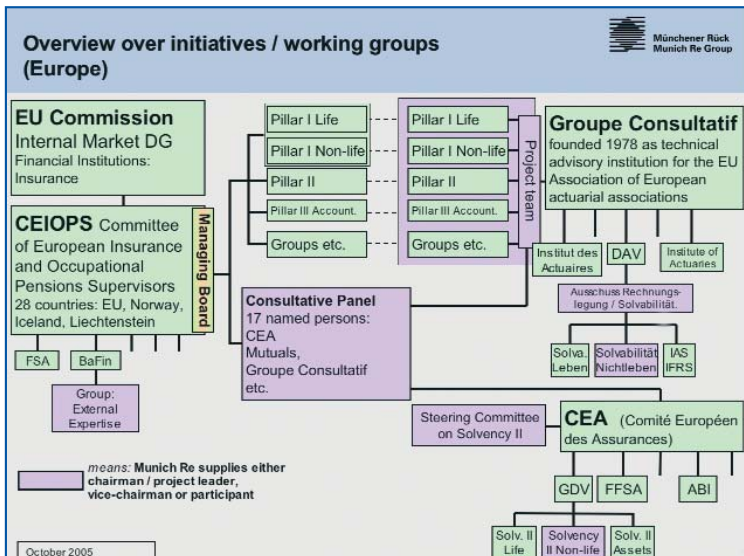 Overview over initiatives / working groups
(Europe)
Münchener Rück
Munich Re Group
EU Commission
Internal Market DG
Financial Institutions:
Insurance
CEIOPS Committee
of European Insurance
and Occupational
Pensions Supervisors
28 countries: EU, Norway,
Iceland, Liechtenstein
Managing Board
FSA
BaFin
Group:
External
Expertise
Pillar I Life
Pillar I Non-life
Pillar II
Pillar III Account.
Groups etc.
Pillar I Life
Pillar I Non-life
Pillar II
Pillar III Account.
Groups etc.
Project team
Consultative Panel
17 named persons:
CEA
Mutuals,
Groupe Consultatif
etc.
Groupe Consultatif
founded 1978 as technical
advisory institution for the EU
Association of European
actuarial associations
Institut des
Actuaires
DAV
Institute of
Actuaries
Ausschuss Rechnungs-
legung / Solvabilität.
Solva.
Leben
Solvabilität
Nichtleben
IAS
IFRS
Steering Committee
on Solvency II
CEA (Comité Européen
des Assurances)
GDV
FFSA
ABI
Solv. II
Life
Solvency
II Non-life
Solv. II
Assets
means: Munich Re supplies either
chairman / project leader,
vice-chairman or participant
October 2005